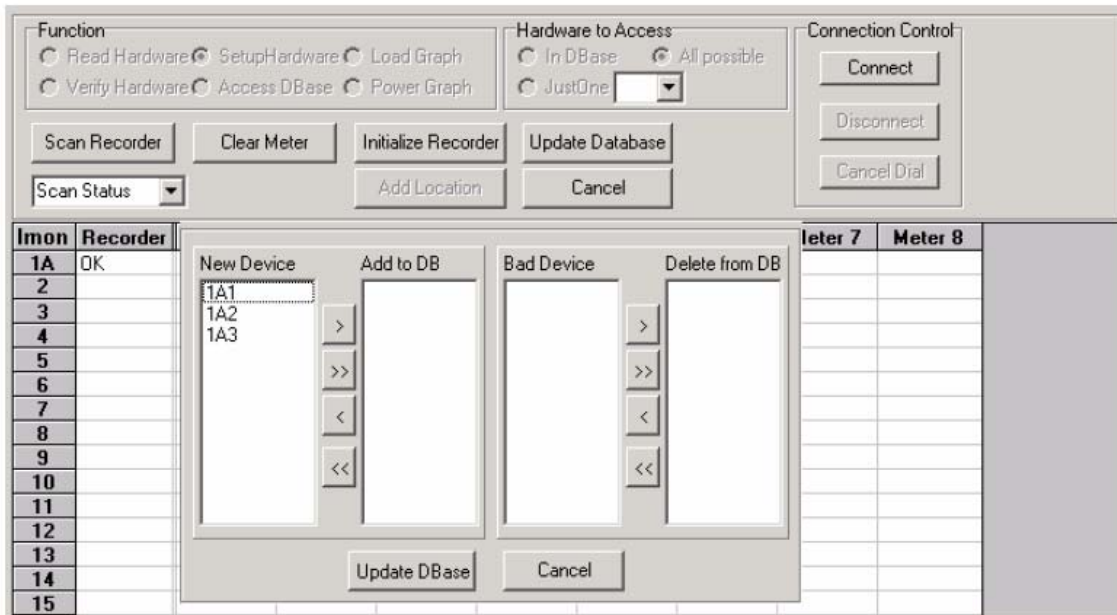 Function
Read Hardware SetupHardware Load Graph
Verify Hardware Access DBase Power Graph
Hardware to Access
In DBase All possible
JustOne
Connection Control
Connect
Disconnect
Cancel Dial
Scan Recorder Clear Meter Initialize Recorder Update Database
Scan Status Add Location Cancel
Imon Recorder leter 7 Meter 8
1A OK
2
3
4
5
6
7
8
9
10
11
12
13
14
15
New Device Add to DB Bad Device Delete from DB
1A1
1A2
1A3
> >
>> >>
< <
<< <<
Update DBase Cancel